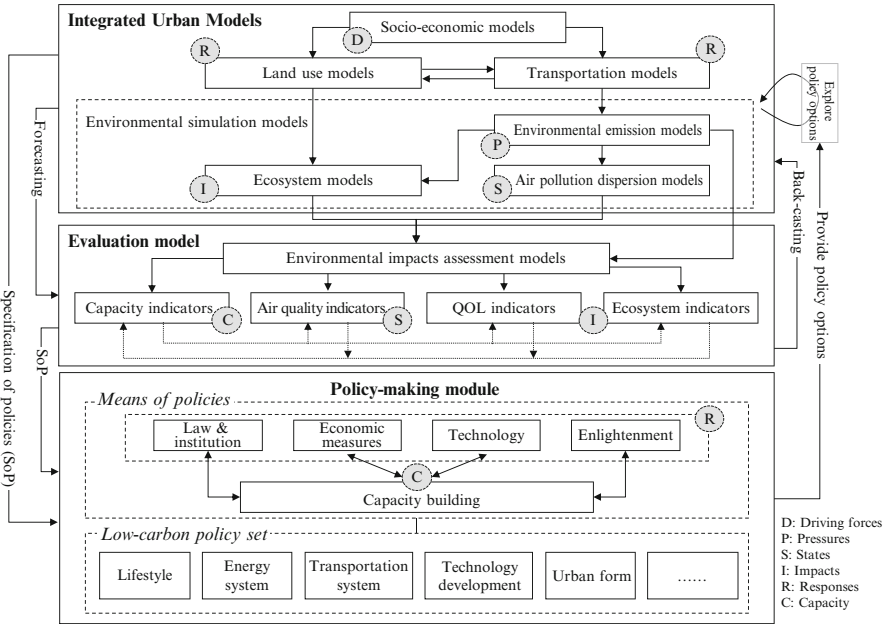 Integrated Urban Models
Socio-economic models
D
R
R
Land use models
Transportation models
Explore
policy options
Environmental simulation models
Environmental emission models
P
Ecosystem models
I
Air pollution dispersion models
S
Forecasting
Back-casting
Provide policy options
Specification of policies (SoP)
Evaluation model
Environmental impacts assessment models
Capacity indicators
C
Air quality indicators
S
QOL indicators
I
Ecosystem indicators
SoP
Policy-making module
Means of policies
R
Law &
institution
Economic
measures
Technology
Enlightenment
C
Capacity building
Low-carbon policy set
Lifestyle
Energy
system
Transportation
system
Technology
development
Urban form
......
D: Driving forces
P: Pressures
S: States
I: Impacts
R: Responses
C: Capacity